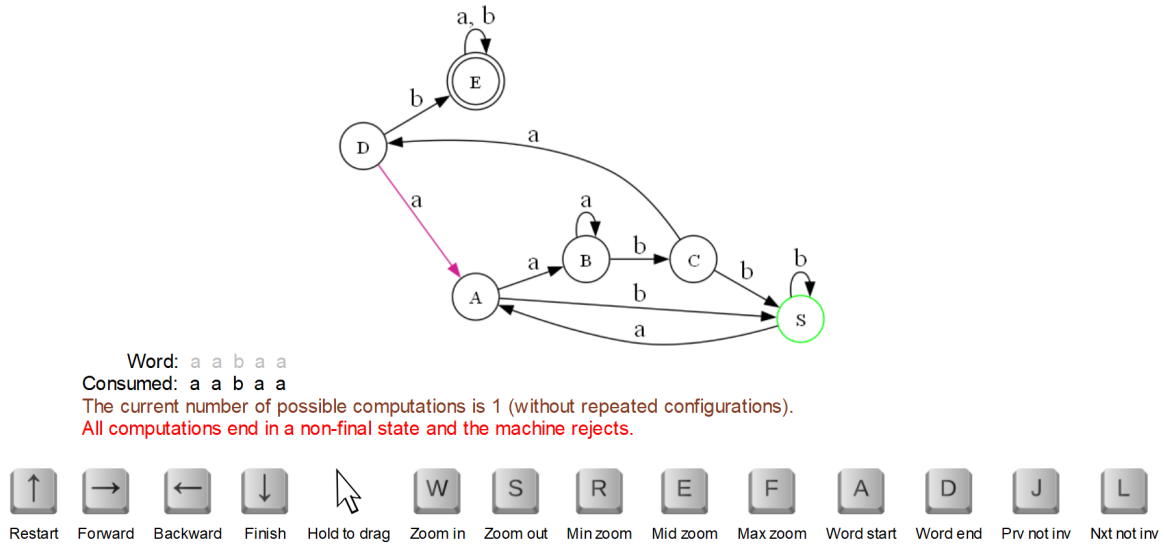 a, b
E
b
a
D
a
a
b
b
a
B
C
b
A
b
S
a
Word: a a b a a
Consumed: a a b a a
The current number of possible computations is 1 (without repeated configurations).
All computations end in a non-final state and the machine rejects.
↑ → ← ↓ W S R E F A D J L
Restart Forward Backward Finish Hold to drag Zoom in Zoom out Min zoom Mid zoom Max zoom Word start Word end Prv not inv Nxt not inv